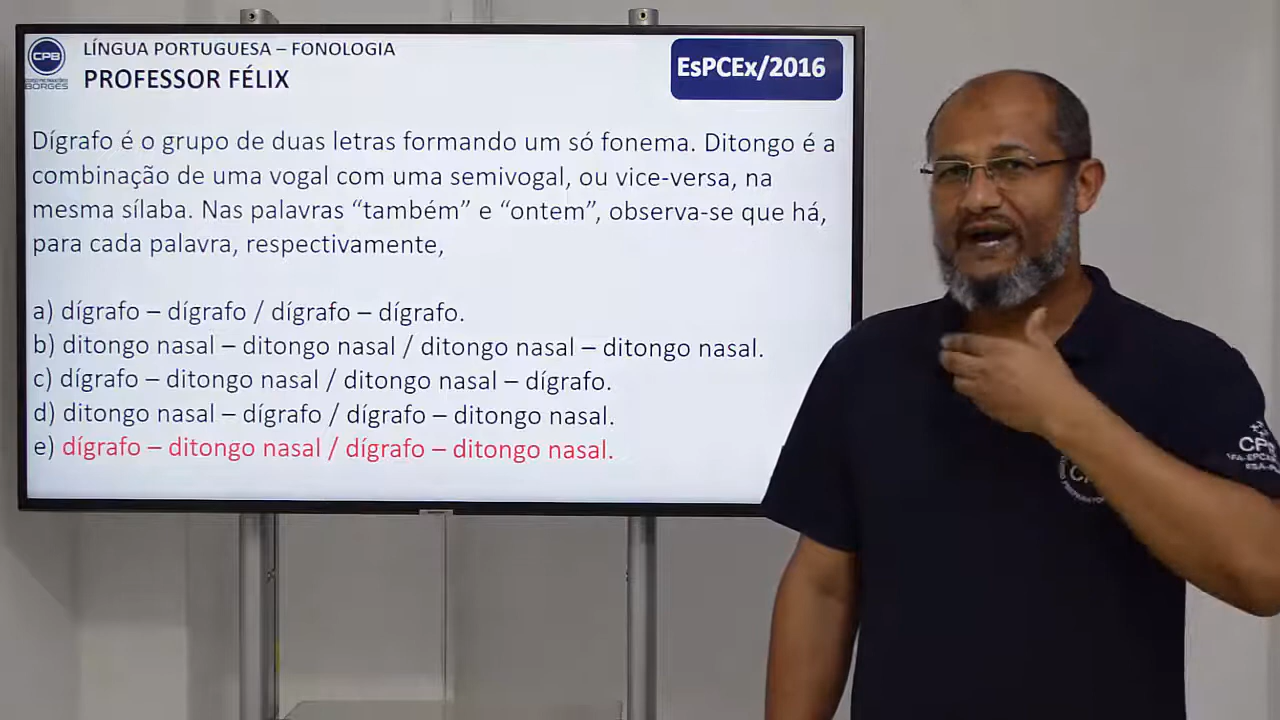 CPB
BORGES
LÍNGUA PORTUGUESA – FONOLOGIA
PROFESSOR FÉLIX
EsPCEx/2016
Dígrafo é o grupo de duas letras formando um só fonema. Ditongo é a
combinação de uma vogal com uma semivogal, ou vice-versa, na
mesma sílaba. Nas palavras “também” e “ontem”, observa-se que há,
para cada palavra, respectivamente,
a) dígrafo – dígrafo / dígrafo – dígrafo.
b) ditongo nasal – ditongo nasal / ditongo nasal – ditongo nasal.
c) dígrafo – ditongo nasal / ditongo nasal – dígrafo.
d) ditongo nasal – dígrafo / dígrafo – ditongo nasal.
e) dígrafo – ditongo nasal / dígrafo – ditongo nasal.